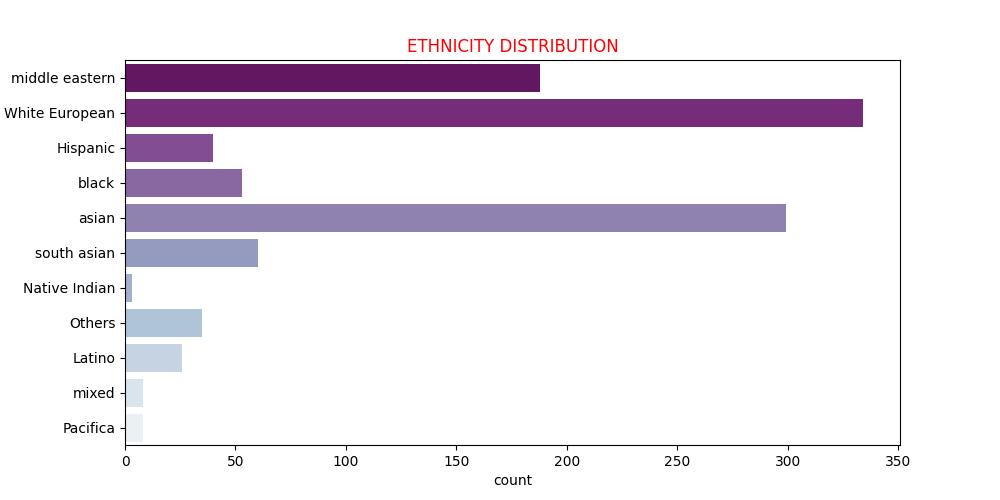 ETHNICITY DISTRIBUTION
middle eastern
White European
Hispanic
black
asian
south asian
Native Indian
Others
Latino
mixed
Pacifica
0 50 100 150 200 250 300 350
count